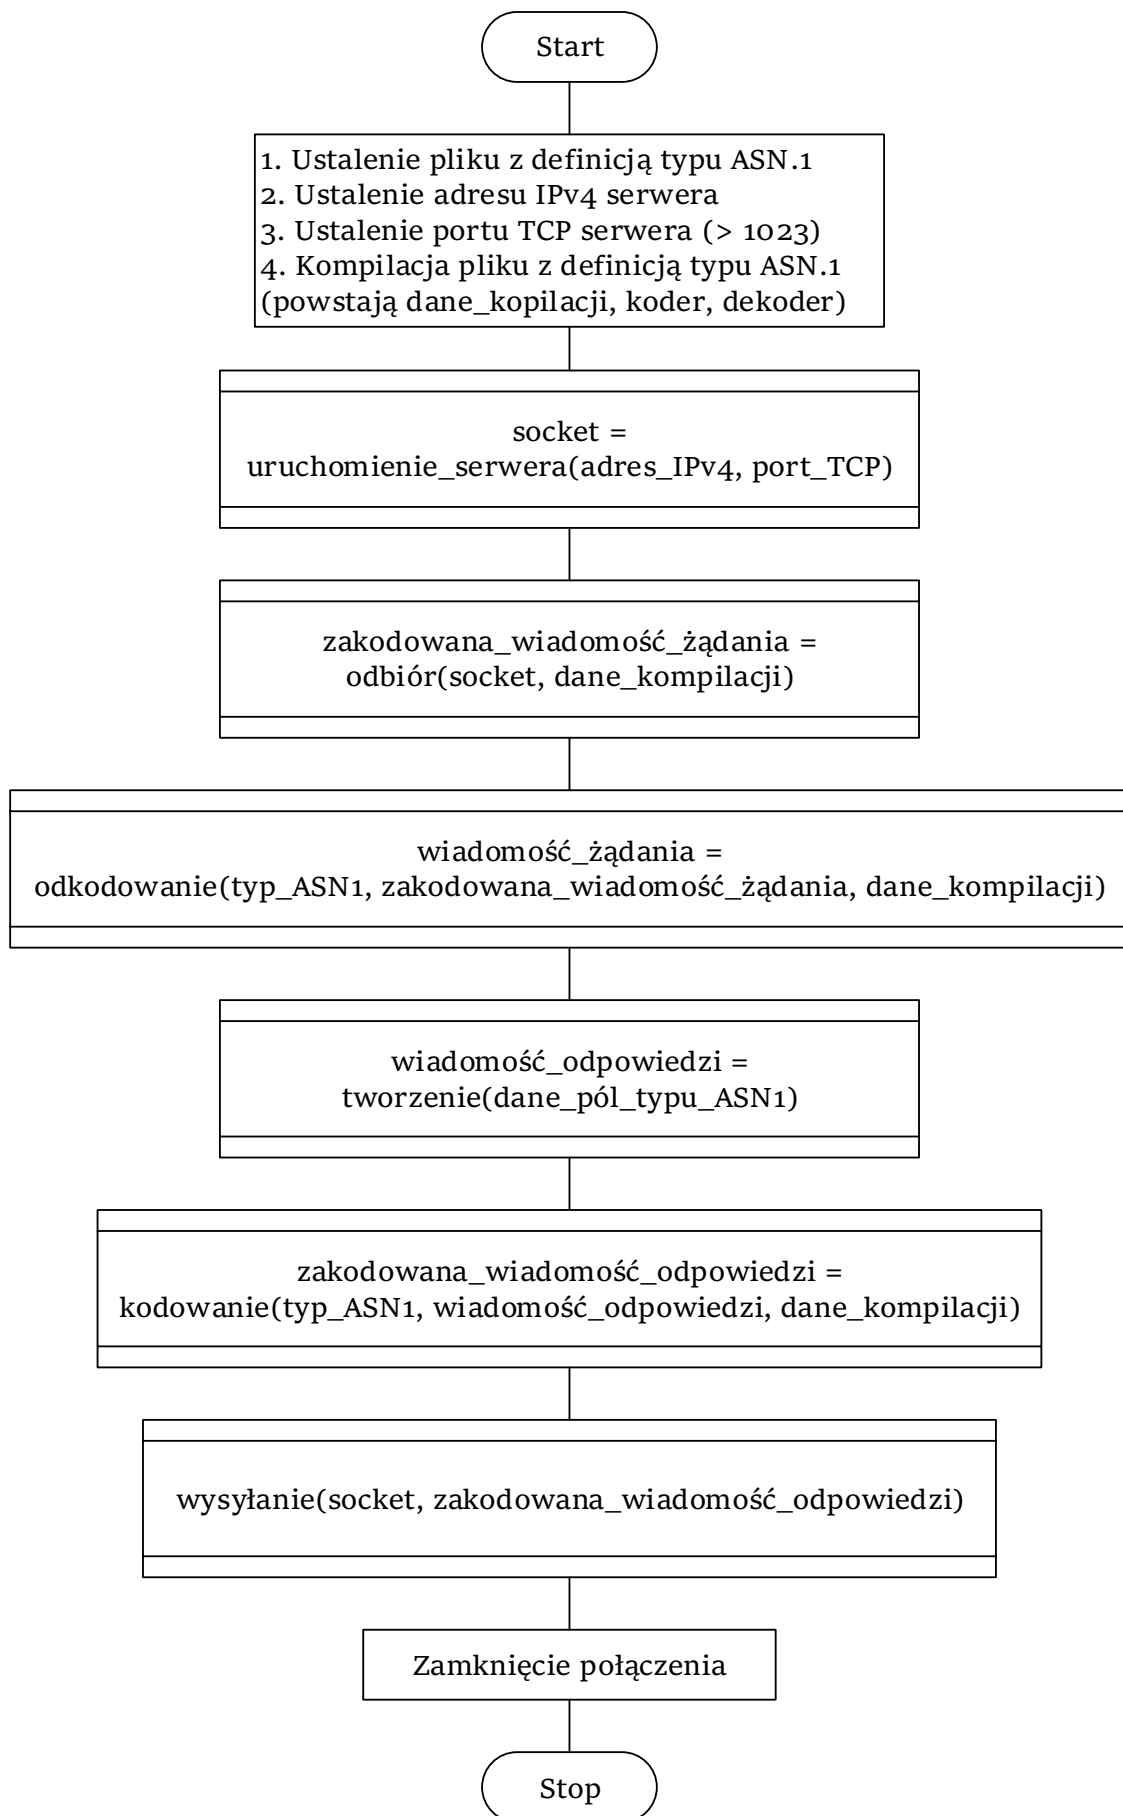 Start
1. Ustalenie pliku z definicją typu ASN.1
2. Ustalenie adresu IPv4 serwera
3. Ustalenie portu TCP serwera (> 1023)
4. Kompilacja pliku z definicją typu ASN.1
(powstają dane_kopilacji, koder, dekoder)
socket =
uruchomienie_serwera(adres_IPv4, port_TCP)
zakodowana_wiadomość_żądania =
odbiór(socket, dane_kompilacji)
wiadomość_żądania =
odkodowanie(typ_ASN1, zakodowana_wiadomość_żądania, dane_kompilacji)
wiadomość_odpowiedzi =
tworzenie(dane_pól_typu_ASN1)
zakodowana_wiadomość_odpowiedzi =
kodowanie(typ_ASN1, wiadomość_odpowiedzi, dane_kompilacji)
wysyłanie(socket, zakodowana_wiadomość_odpowiedzi)
Zamknięcie połączenia
Stop